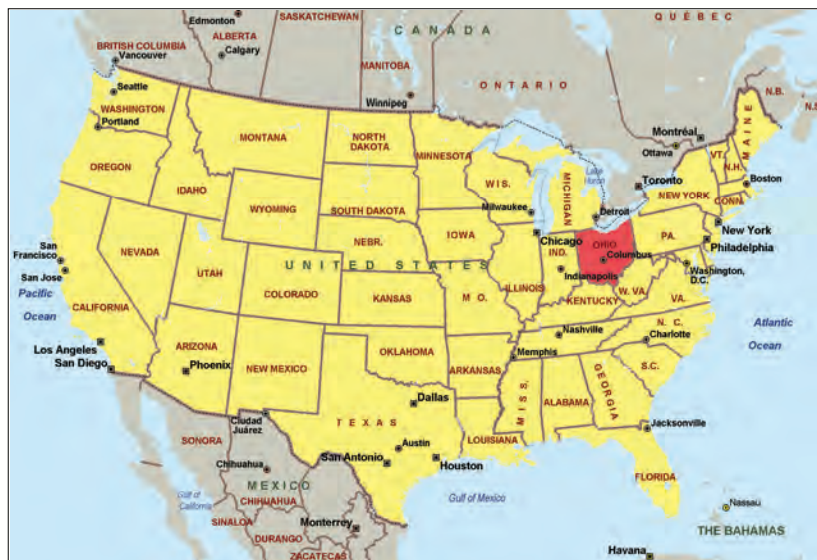 Edmonton
SASKATCHEWAN
QUÉBEC
CANADA
ALBERTA
BRITISH COLUMBIA
Vancouver
Calgary
MANITOBA
ONTARIO
N.B.
Seattle
Winnipeg
WASHINGTON
Portland
Montréal
MONTANA
NORTH
DAKOTA
MINNESOTA
Ottawa
VT.
N.H.
MAINE
OREGON
IDAHO
WIS.
Lake
Huron
MICHIGAN
Toronto
Boston
NEW YORK
CONN.
WYOMING
SOUTH DAKOTA
Milwaukee
Detroit
New York
IOWA
Chicago
OHIO
PA.
Philadelphia
NEVADA
NEBR.
IND.
Columbus
San
Francisco
San Jose
UTAH
UNITED STATES
ILLINOIS
Indianapolis
W. VA.
Washington,
D.C.
Pacific
Ocean
CALIFORNIA
COLORADO
KANSAS
MO.
KENTUCKY
VA.
Nashville
N. C.
Charlotte
Atlantic
Ocean
Los Angeles
San Diego
ARIZONA
Phoenix
NEW MEXICO
OKLAHOMA
ARKANSAS
Memphis
S.C.
MISS.
ALABAMA
GEORGIA
Dallas
Ciudad
Juárez
TEXAS
LOUISIANA
Jacksonville
SONORA
Austin
San Antonio
Houston
Chihuahua
FLORIDA
MEXICO
Gulf of
California
CHIHUAHUA
Gulf of Mexico
Nassau
SINALOA
DURANGO
Monterrey
THE BAHAMAS
ZACATECAS
Havana